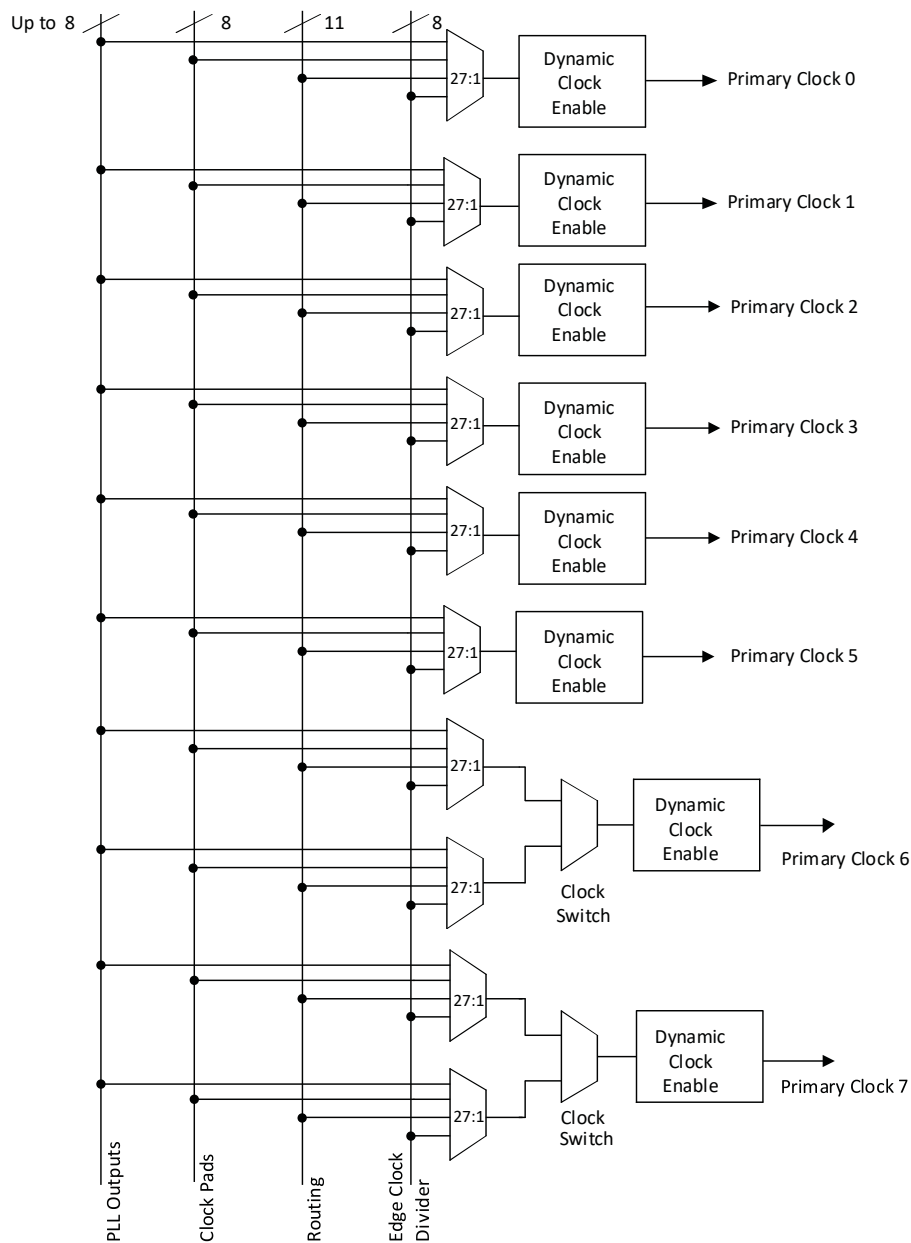 Up to 8
8
11
8
27:1
Dynamic
Clock
Enable
Primary Clock 0
27:1
Dynamic
Clock
Enable
Primary Clock 1
27:1
Dynamic
Clock
Enable
Primary Clock 2
27:1
Dynamic
Clock
Enable
Primary Clock 3
27:1
Dynamic
Clock
Enable
Primary Clock 4
27:1
Dynamic
Clock
Enable
Primary Clock 5
27:1
27:1
Clock
Switch
Dynamic
Clock
Enable
Primary Clock 6
27:1
27:1
Clock
Switch
Dynamic
Clock
Enable
Primary Clock 7
PLL Outputs
Clock Pads
Routing
Edge Clock
Divider